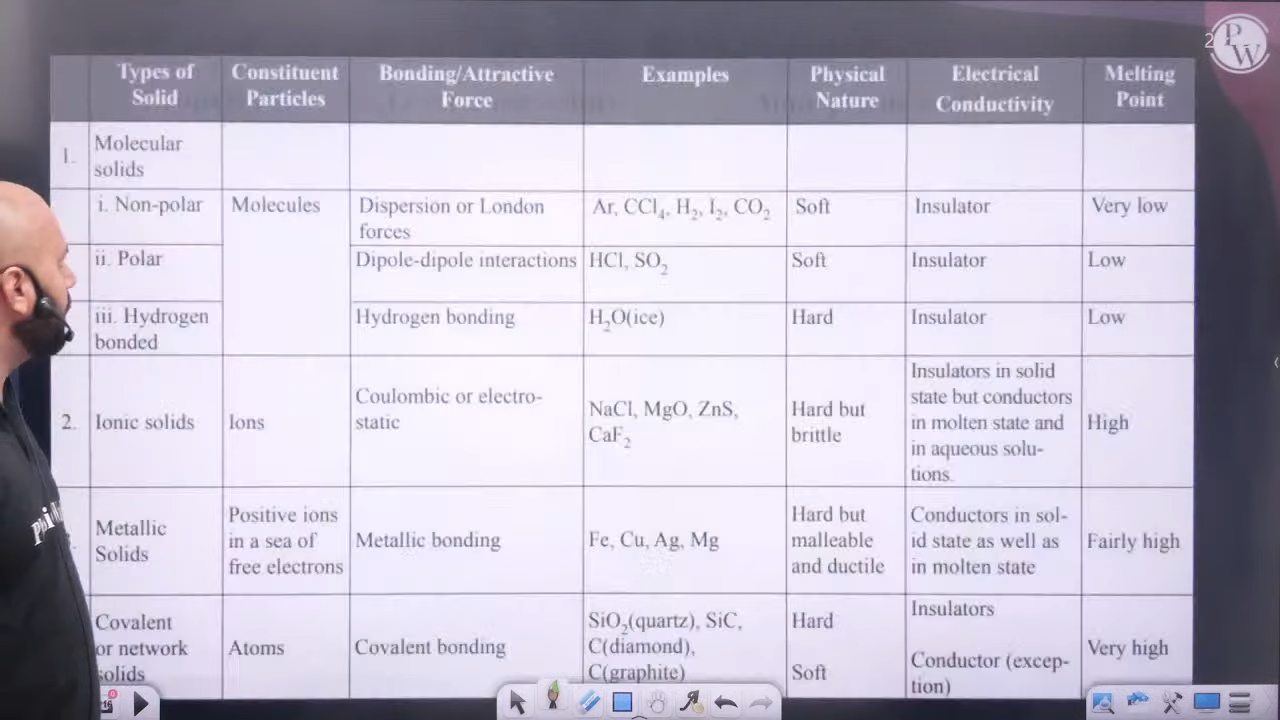 2
P
W
Types of Solid
Constituent Particles
Bonding/Attractive Force
Examples
Physical Nature
Electrical Conductivity
Melting Point
1.
Molecular
solids
i. Non-polar
Molecules
Dispersion or London
forces
Ar, CCl₄, H₂, I₂, CO₂
Soft
Insulator
Very low
ii. Polar
Dipole-dipole interactions
HCl, SO₂
Soft
Insulator
Low
iii. Hydrogen
bonded
Hydrogen bonding
H₂O(ice)
Hard
Insulator
Low
2.
Ionic solids
Ions
Coulombic or electro-
static
NaCl, MgO, ZnS,
CaF₂
Hard but
brittle
Insulators in solid
state but conductors
in molten state and
in aqueous solu-
tions.
High
Metallic
Solids
Positive ions
in a sea of
free electrons
Metallic bonding
Fe, Cu, Ag, Mg
Hard but
malleable
and ductile
Conductors in sol-
id state as well as
in molten state
Fairly high
Covalent
or network
solids
Atoms
Covalent bonding
SiO₂(quartz), SiC,
C(diamond),
C(graphite)
Hard
Soft
Insulators
Conductor (excep-
tion)
Very high